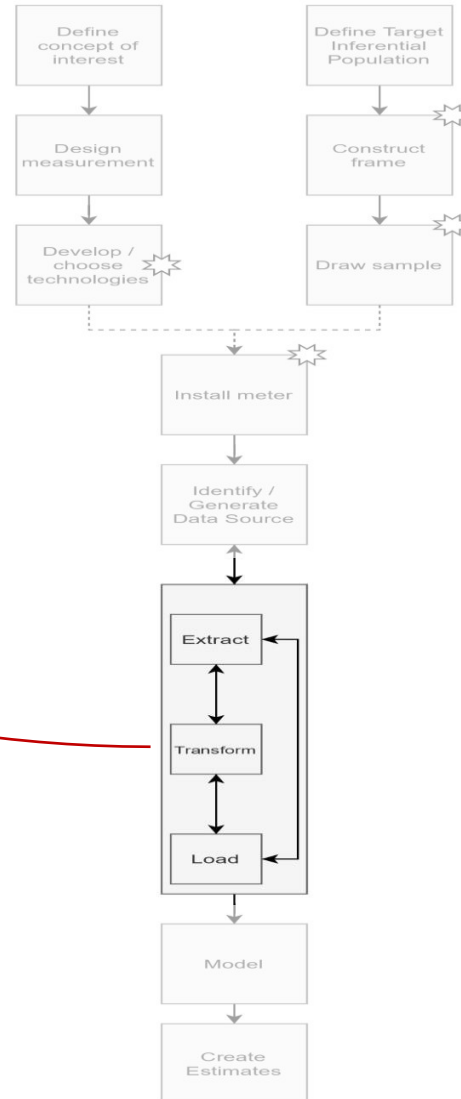 Define
concept of
interest
Define Target
Inferential
Population
Design
measurement
Construct
frame
Develop /
choose
technologies
Draw sample
Install meter
Identify /
Generate
Data Source
Extract
Transform
Load
Model
Create
Estimates